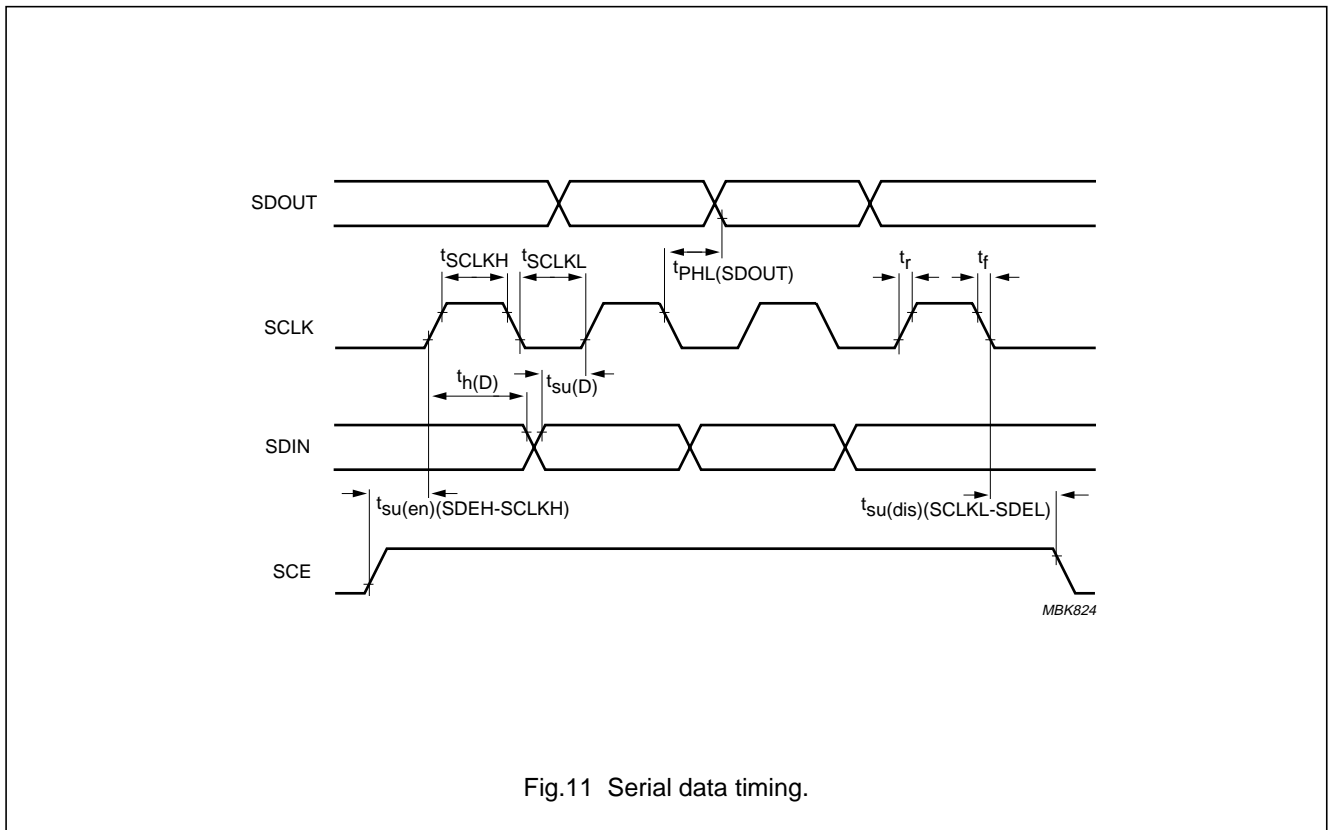 SDOUT
tSCLKH
tSCLKL
tPHL(SDOUT)
tr
tf
SCLK
th(D)
tsu(D)
SDIN
tsu(en)(SDEH-SCLKH)
tsu(dis)(SCLKL-SDEL)
SCE
MBK824
Fig.11 Serial data timing.